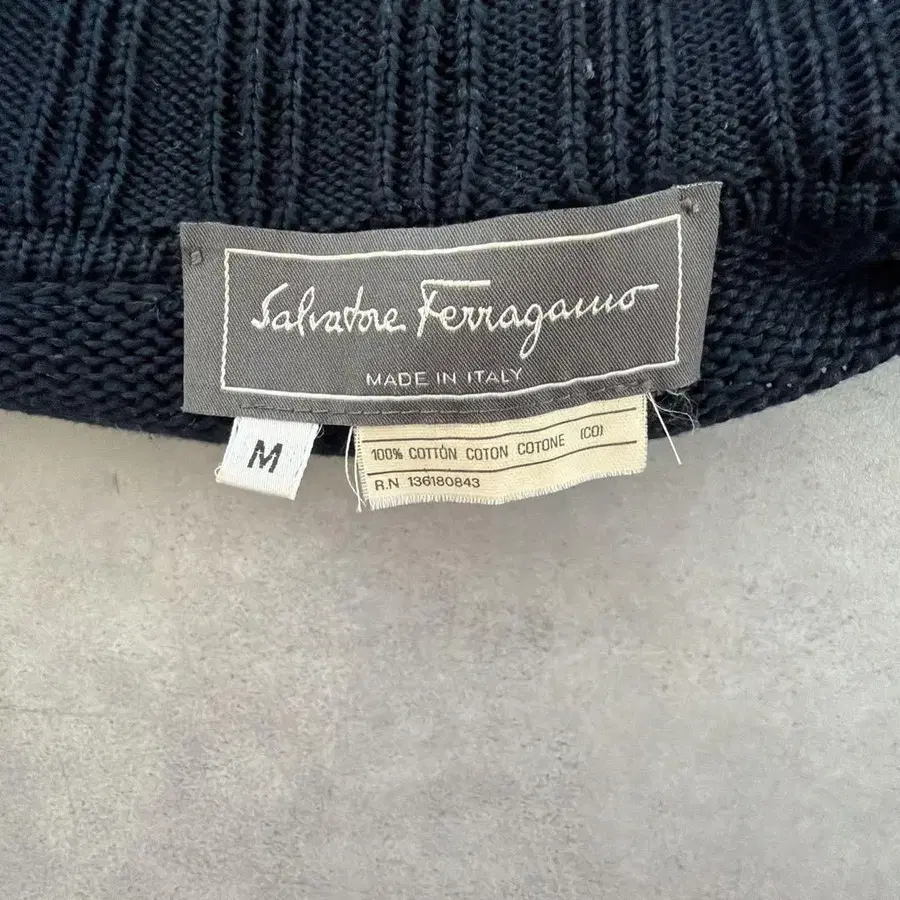 Salvatore Ferragamo
MADE IN ITALY
M
100% COTTON COTON COTONE (CO)
R.N 136180843